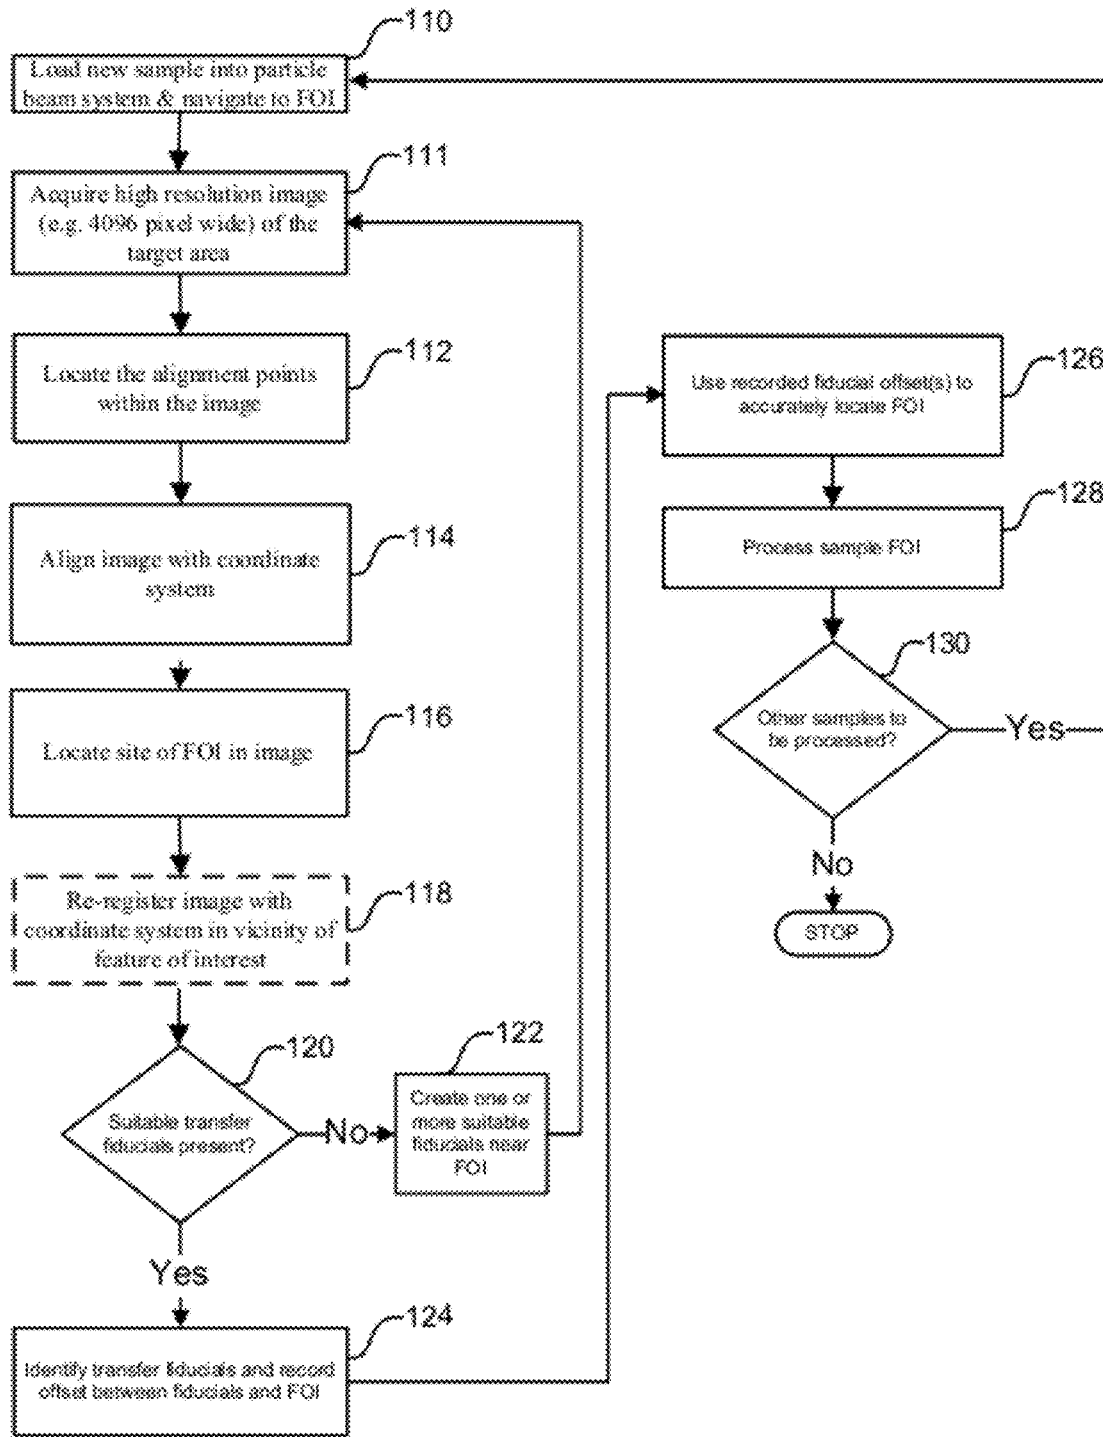 110
Load new sample into particle
beam system & navigate to FOI
111
Acquire high resolution image
(e.g. 4096 pixel wide) of the
target area
112
Locate the alignment points
within the image
114
Align image with coordinate
system
116
Locate site of FOI in image
118
Re-register image with
coordinate system in vicinity of
feature of interest
120
Suitable transfer
fiducials present?
No
122
Create one or
more suitable
fiducials near
FOI
Yes
124
Identify transfer fiducials and record
offset between fiducials and FOI
126
Use recorded fiducial offset(s) to
accurately locate FOI
128
Process sample FOI
130
Other samples to
be processed?
Yes
No
STOP